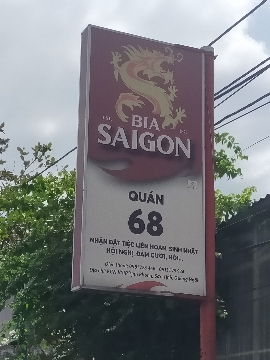 BIA
SAIGON
QUÁN
68
NHẬN ĐẶT TIỆC LIÊN HOAN, SINH NHẬT
HỘI NGHỊ, ĐÁM CƯỚI, HỎI...